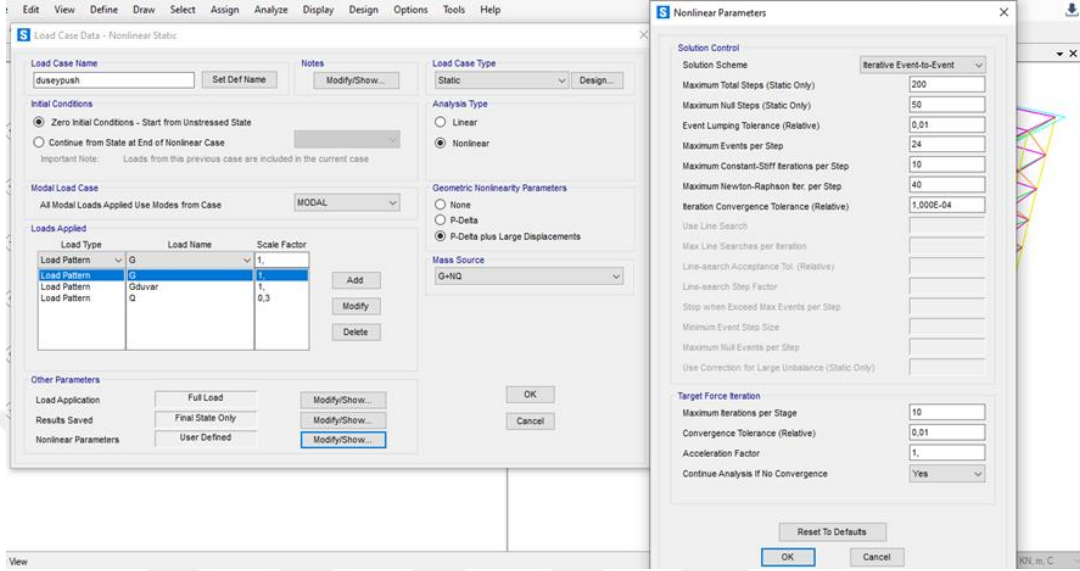 Edit View Define Draw Select Assign Analyze Display Design Options Tools Help
S Load Case Data - Nonlinear Static
Load Case Name
duseypush
Set Def Name
Notes
Modify/Show...
Load Case Type
Static
Design...
Initial Conditions
Zero Initial Conditions - Start from Unstressed State
Continue from State at End of Nonlinear Case
Important Note: Loads from this previous case are included in the current case
Analysis Type
Linear
Nonlinear
Modal Load Case
All Modal Loads Applied Use Modes from Case
MODAL
Geometric Nonlinearity Parameters
None
P-Delta
P-Delta plus Large Displacements
Loads Applied
Load Type Load Name Scale Factor
Load Pattern G 1,
Load Pattern G 1,
Load Pattern Gduvar 1,
Load Pattern Q 0,3
Add
Modify
Delete
Mass Source
G+NQ
Other Parameters
Load Application Full Load Modify/Show...
Results Saved Final State Only Modify/Show...
Nonlinear Parameters User Defined Modify/Show...
OK
Cancel
S Nonlinear Parameters
Solution Control
Solution Scheme Iterative Event-to-Event
Maximum Total Steps (Static Only) 200
Maximum Null Steps (Static Only) 50
Event Lumping Tolerance (Relative) 0,01
Maximum Events per Step 24
Maximum Constant-Stiff Iterations per Step 10
Maximum Newton-Raphson Iter. per Step 40
Iteration Convergence Tolerance (Relative) 1,000E-04
Use Line Search
Max Line Searches per Iteration
Line-search Acceptance Tol. (Relative)
Line-search Step Factor
Stop when Exceed Max Events per Step
Minimum Event Step Size
Maximum Null Events per Step
Use Correction for Large Unbalance (Static Only)
Target Force Iteration
Maximum Iterations per Stage 10
Convergence Tolerance (Relative) 0,01
Acceleration Factor 1,
Continue Analysis If No Convergence Yes
Reset To Defaults
OK
Cancel
View
KN, m, C